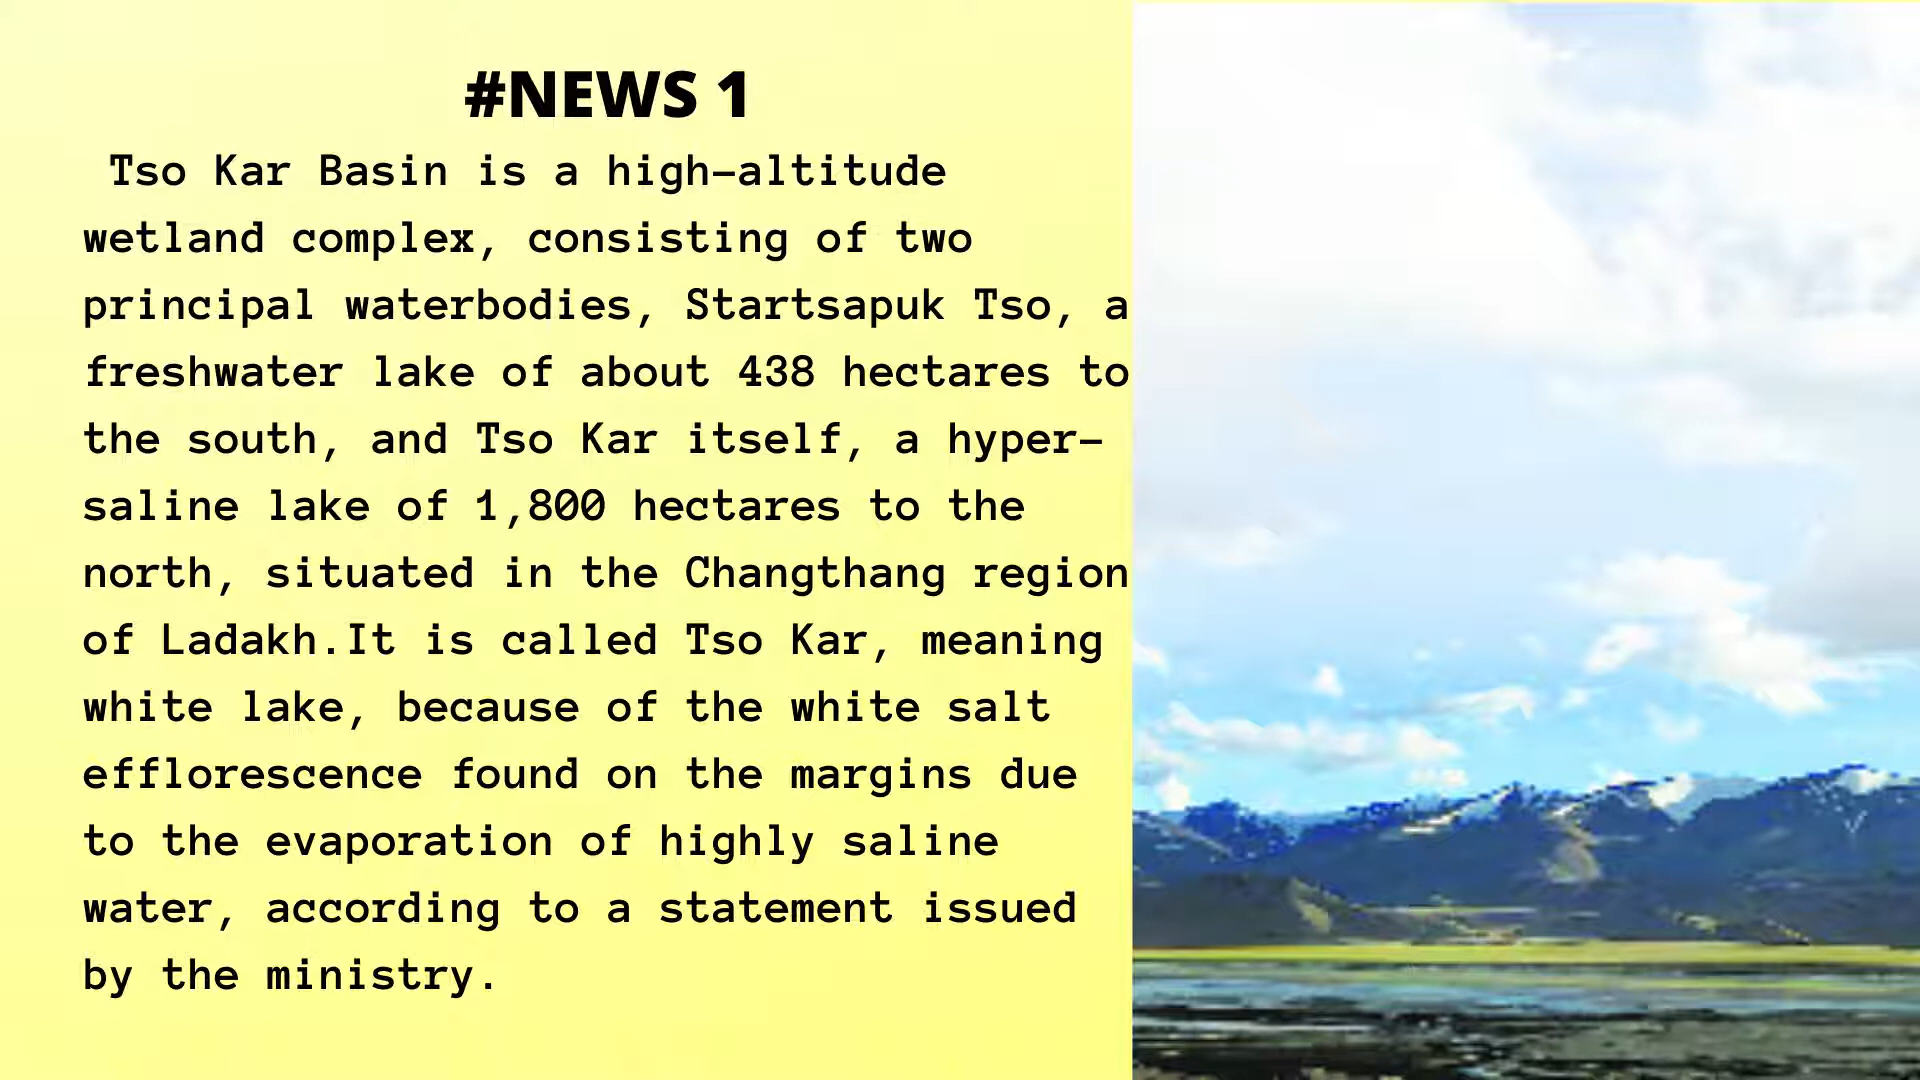 #NEWS 1
Tso Kar Basin is a high-altitude
wetland complex, consisting of two
principal waterbodies, Startsapuk Tso, a
freshwater lake of about 438 hectares to
the south, and Tso Kar itself, a hyper-
saline lake of 1,800 hectares to the
north, situated in the Changthang region
of Ladakh.It is called Tso Kar, meaning
white lake, because of the white salt
efflorescence found on the margins due
to the evaporation of highly saline
water, according to a statement issued
by the ministry.